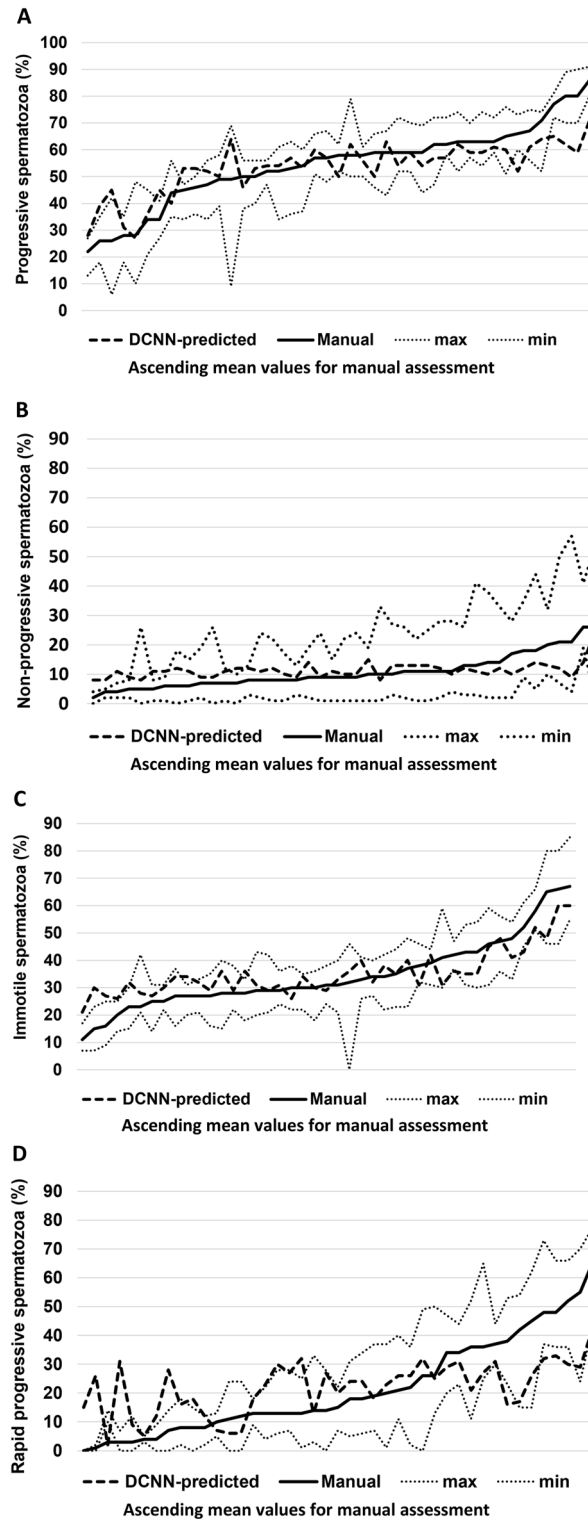 A
Progressive spermatozoa (%)
100
90
80
70
60
50
40
30
20
10
0
DCNN-predicted Manual max min
Ascending mean values for manual assessment
B
Non-progressive spermatozoa (%)
90
80
70
60
50
40
30
20
10
0
DCNN-predicted Manual max min
Ascending mean values for manual assessment
C
Immotile spermatozoa (%)
90
80
70
60
50
40
30
20
10
0
DCNN-predicted Manual max min
Ascending mean values for manual assessment
D
Rapid progressive spermatozoa (%)
90
80
70
60
50
40
30
20
10
0
DCNN-predicted Manual max min
Ascending mean values for manual assessment